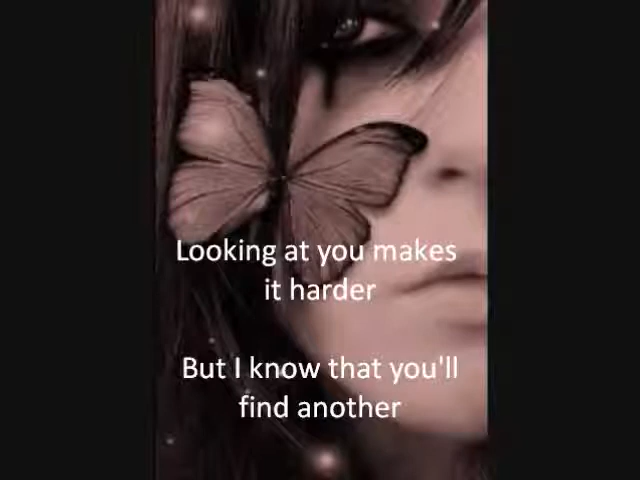 Looking at you makes
it harder
But I know that you'll
find another